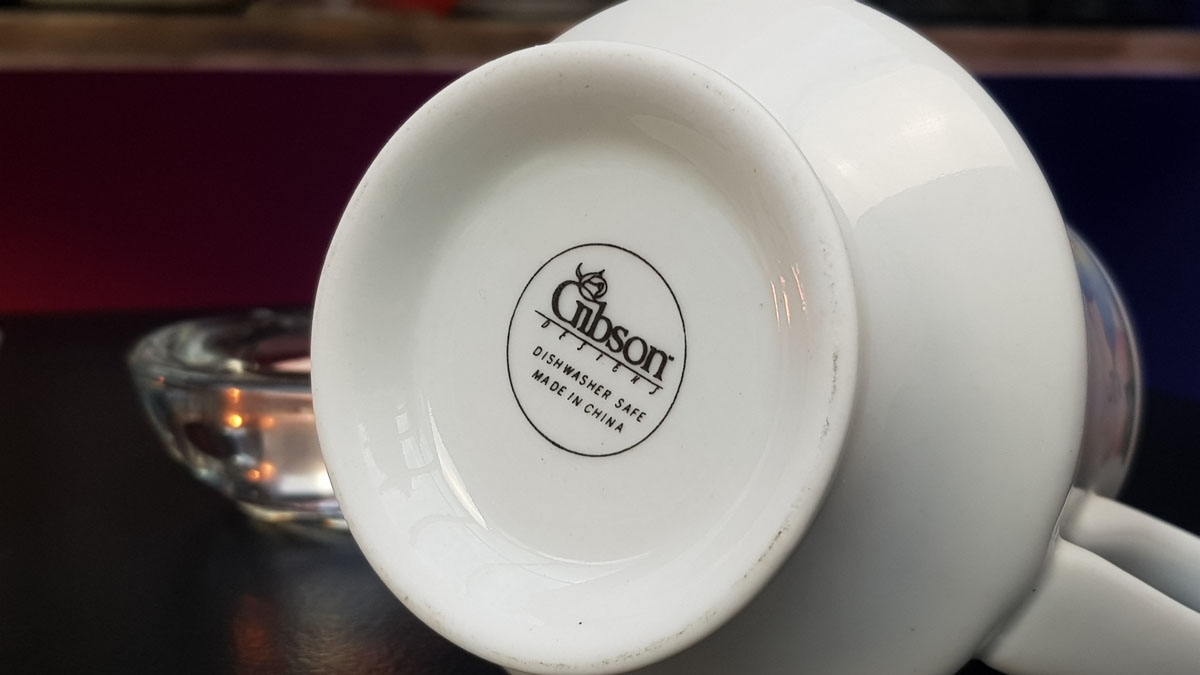 Gibson
DESIGNS
DISHWASHER SAFE
MADE IN CHINA